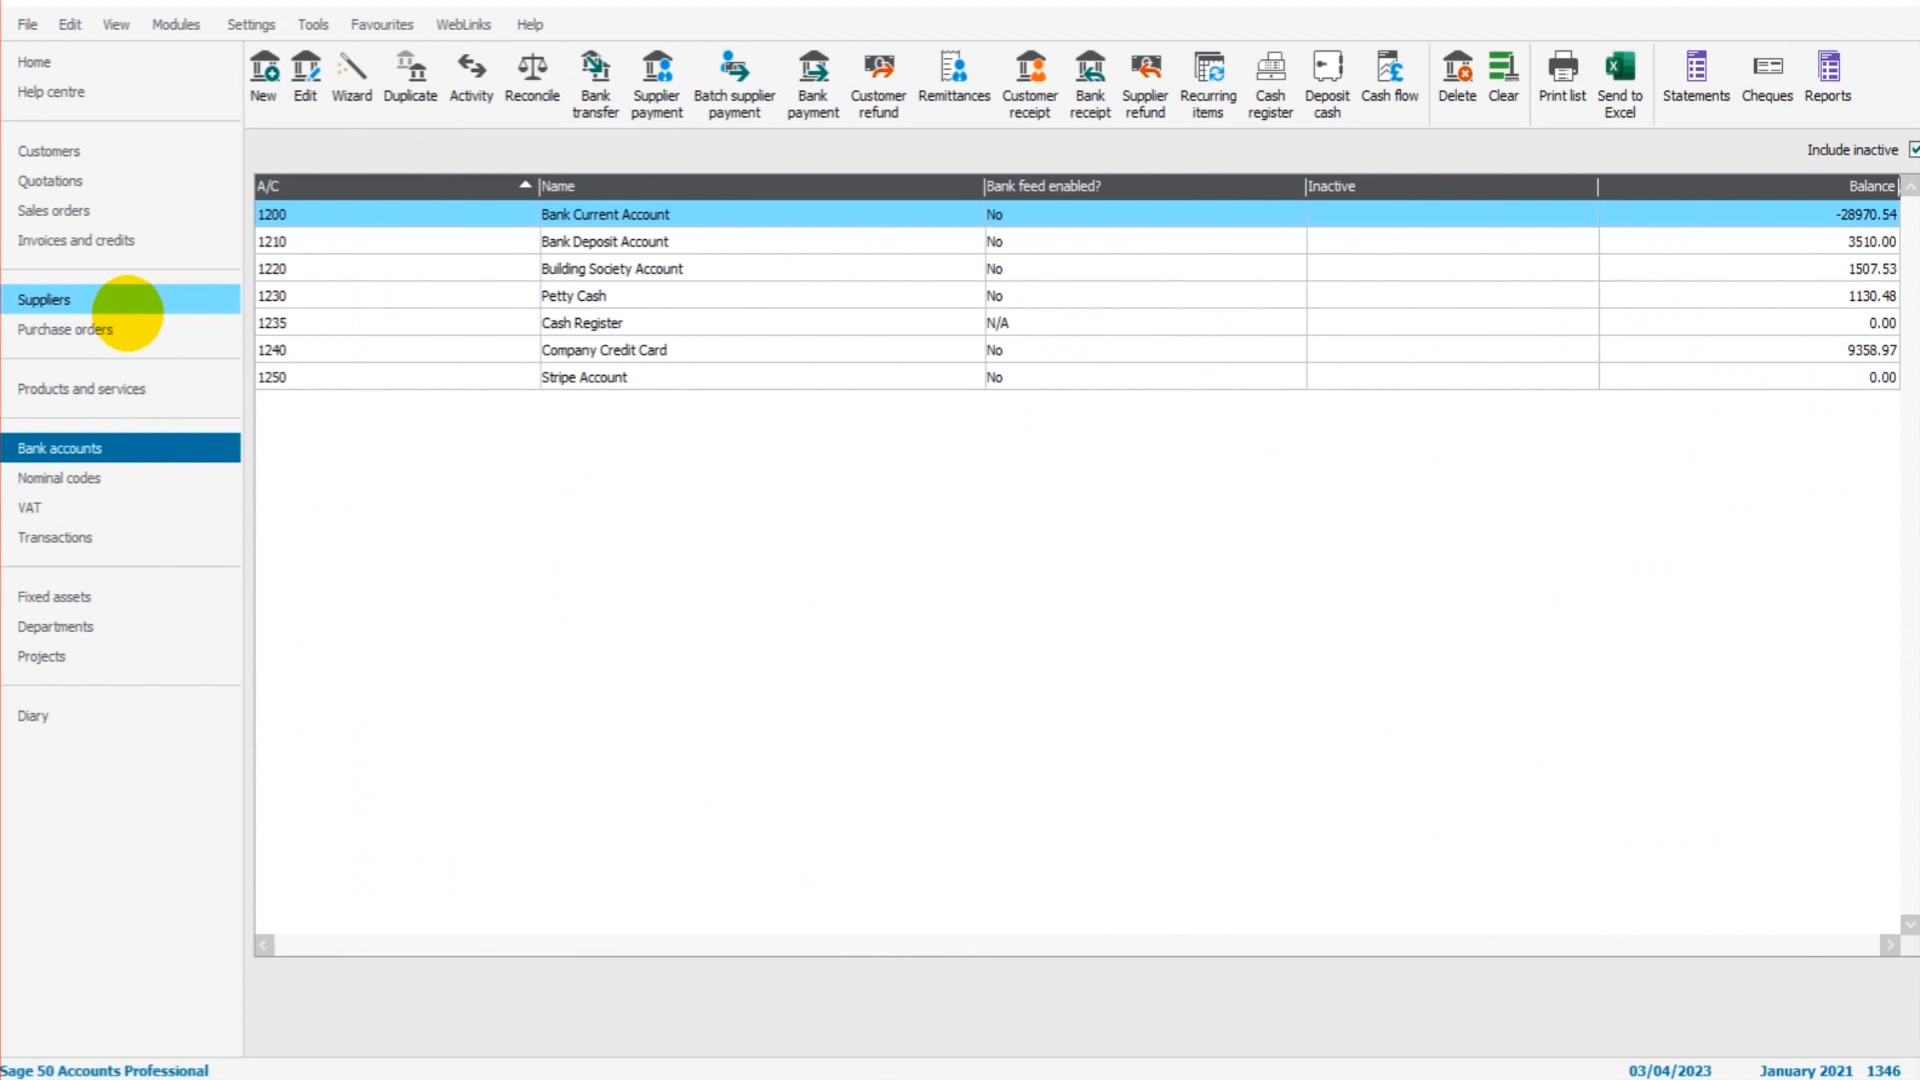 File Edit View Modules Settings Tools Favourites WebLinks Help
Home
Help centre
Customers
Quotations
Sales orders
Invoices and credits
Suppliers
Purchase orders
Products and services
Bank accounts
Nominal codes
VAT
Transactions
Fixed assets
Departments
Projects
Diary
New
Edit
Wizard
Duplicate
Activity
Reconcile
Bank
transfer
Supplier
payment
Batch supplier
payment
Bank
payment
Customer
refund
Remittances
Customer
receipt
Bank
receipt
Supplier
refund
Recurring
items
Cash
register
Deposit
cash
Cash flow
Delete
Clear
Print list
Send to
Excel
Statements
Cheques
Reports
Include inactive
A/C Name Bank feed enabled? Inactive Balance
1200 Bank Current Account No -28970.54
1210 Bank Deposit Account No 3510.00
1220 Building Society Account No 1507.53
1230 Petty Cash No 1130.48
1235 Cash Register N/A 0.00
1240 Company Credit Card No 9358.97
1250 Stripe Account No 0.00
Sage 50 Accounts Professional 03/04/2023 January 2021 1346